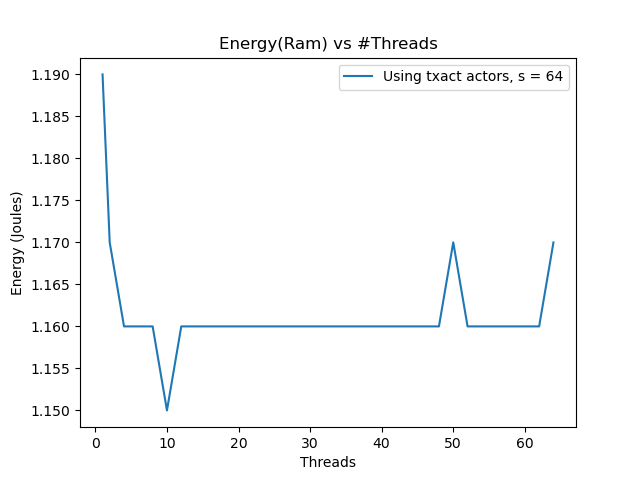 Energy(Ram) vs #Threads
Using txact actors, s = 64
Energy (Joules)
1.190
1.185
1.180
1.175
1.170
1.165
1.160
1.155
1.150
0 10 20 30 40 50 60
Threads